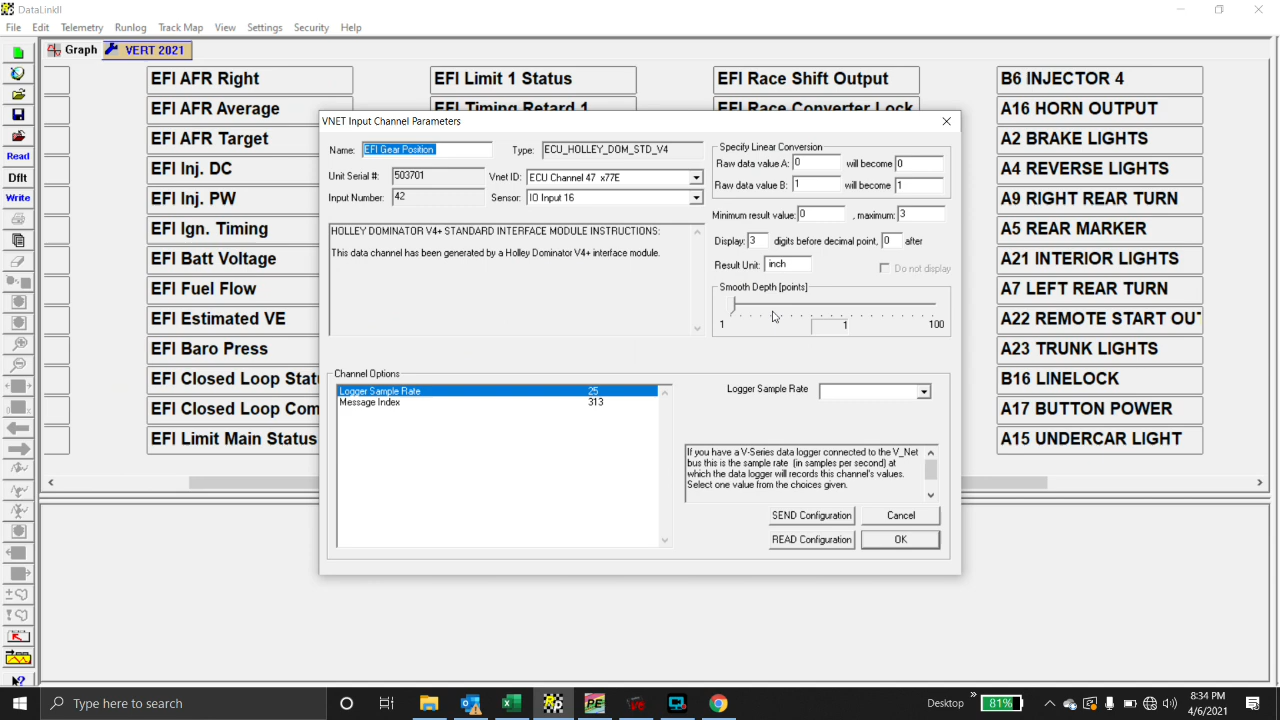 DataLinkII
File Edit Telemetry Runlog Track Map View Settings Security Help
Graph VERT 2021
EFI AFR Right EFI Limit 1 Status EFI Race Shift Output B6 INJECTOR 4
EFI AFR Average EFI Timing Retard 1 EFI Race Converter Lock A16 HORN OUTPUT
VNET Input Channel Parameters
EFI AFR Target A2 BRAKE LIGHTS
Name: EFI Gear Position Type: ECU_HOLLEY_DOM_STD_V4 Specify Linear Conversion
Raw data value A: 0 will become 0
Read EFI Inj. DC A4 REVERSE LIGHTS
Unit Serial #: 503701 Vnet ID: ECU Channel 47 x77E Raw data value B: 1 will become 1
Dflt
Write EFI Inj. PW A9 RIGHT REAR TURN
Input Number: 42 Sensor: IO Input 16
Minimum result value: 0 , maximum: 3
EFI Ign. Timing A5 REAR MARKER
HOLLEY DOMINATOR V4+ STANDARD INTERFACE MODULE INSTRUCTIONS:
Display: 3 digits before decimal point, 0 after
This data channel has been generated by a Holley Dominator V4+ interface module.
EFI Batt Voltage A21 INTERIOR LIGHTS
Result Unit: inch Do not display
EFI Fuel Flow A7 LEFT REAR TURN
Smooth Depth [points]
EFI Estimated VE A22 REMOTE START OU
1 1 100
EFI Baro Press A23 TRUNK LIGHTS
EFI Closed Loop Stat B16 LINELOCK
Channel Options
Logger Sample Rate 25 Logger Sample Rate
Message Index 313
EFI Closed Loop Com A17 BUTTON POWER
EFI Limit Main Status A15 UNDERCAR LIGHT
If you have a V-Series data logger connected to the V_Net
bus this is the sample rate (in samples per second) at
which the data logger will records this channel's values.
Select one value from the choices given.
SEND Configuration Cancel
READ Configuration OK
Type here to search Desktop 81% 8:34 PM
4/6/2021